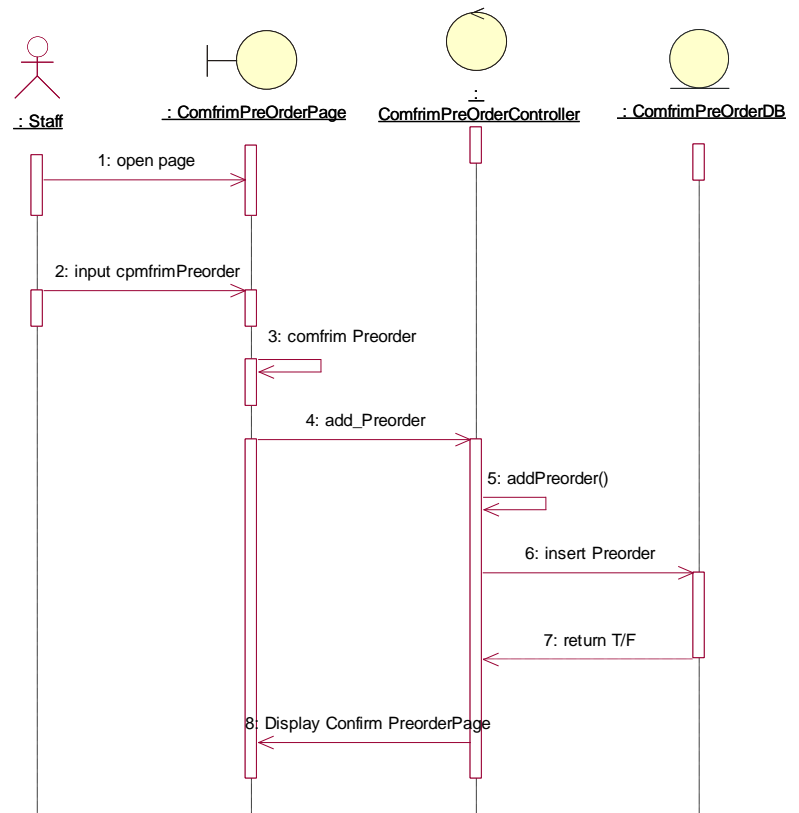 : Staff
: ComfrimPreOrderPage
:
ComfrimPreOrderController
: ComfrimPreOrderDB
1: open page
2: input cpmfrimPreorder
3: comfrim Preorder
4: add_Preorder
5: addPreorder()
6: insert Preorder
7: return T/F
8: Display Confirm PreorderPage